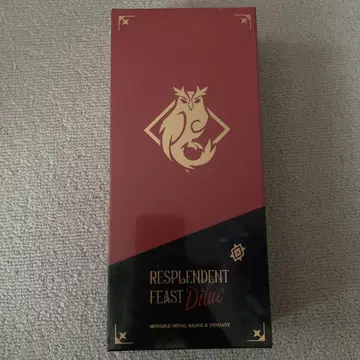 RESPLENDENT
FEAST Diluc
MOVABLE METAL BADGE & PENDANT